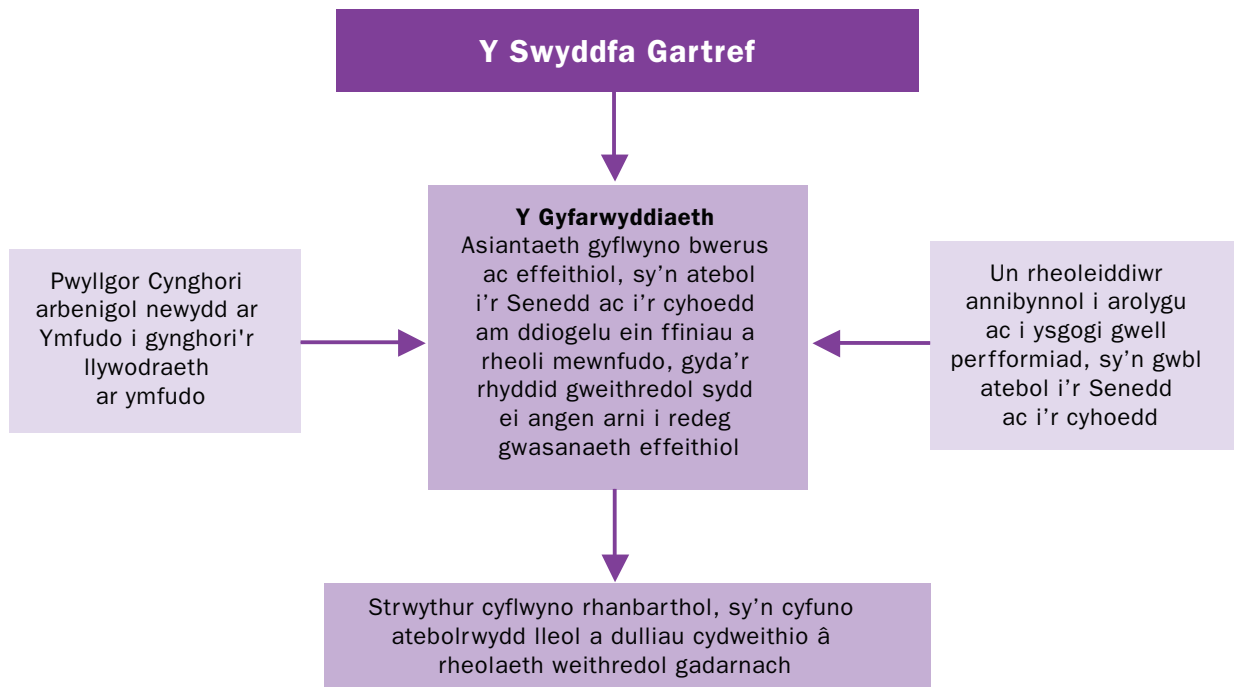 Y Swyddfa Gartref
Y Gyfarwyddiaeth
Asiantaeth gyflwyno bwerus
ac effeithiol, sy’n atebol
i’r Senedd ac i’r cyhoedd
am ddiogelu ein ffiniau a
rheoli mewnfudo, gyda’r
rhyddid gweithredol sydd
ei angen arni i redeg
gwasanaeth effeithiol
Pwyllgor Cynghori
arbenigol newydd ar
Ymfudo i gynghori'r
llywodraeth
ar ymfudo
Un rheoleiddiwr
annibynnol i arolygu
ac i ysgogi gwell
perfformiad, sy’n gwbl
atebol i’r Senedd
ac i’r cyhoedd
Strwythur cyflwyno rhanbarthol, sy’n cyfuno
atebolrwydd lleol a dulliau cydweithio â
rheolaeth weithredol gadarnach